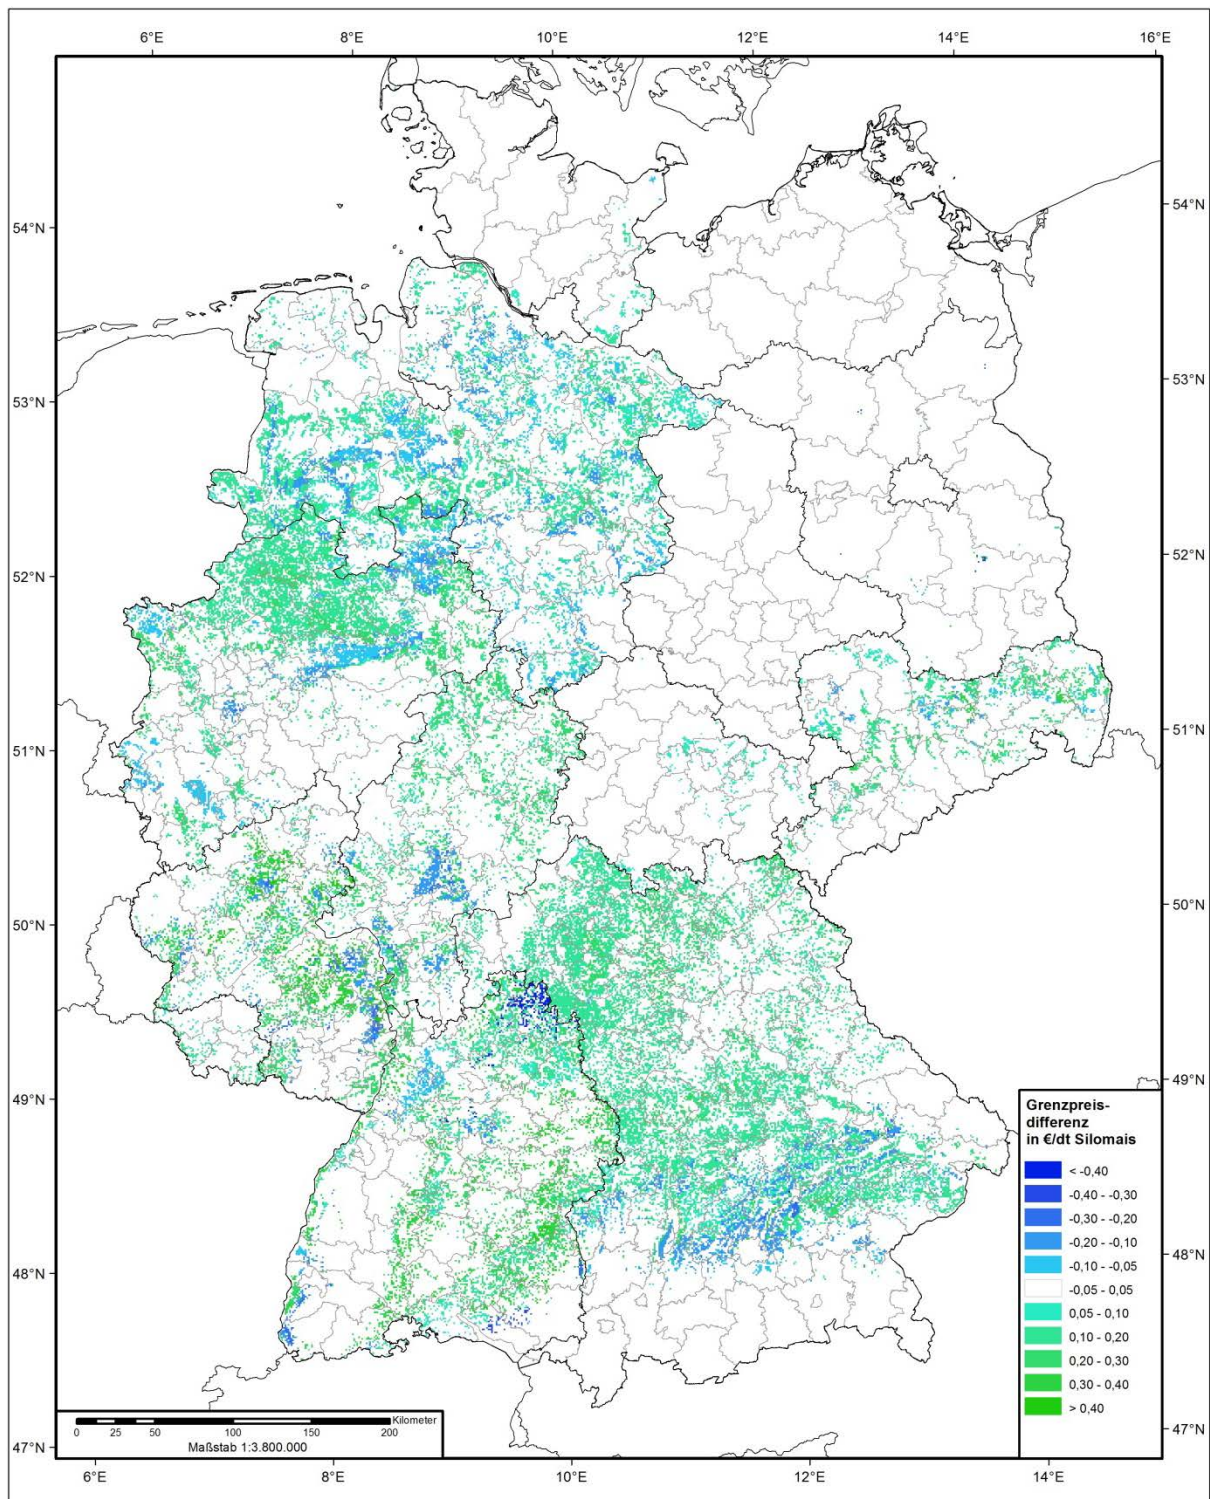 6°E 8°E 10°E 12°E 14°E 16°E
54°N 54°N
53°N 53°N
52°N 52°N
51°N 51°N
50°N 50°N
49°N 49°N
48°N 48°N
47°N 47°N
Grenzpreis-
differenz
in €/dt Silomais
< -0,40
-0,40 - -0,30
-0,30 - -0,20
-0,20 - -0,10
-0,10 - -0,05
-0,05 - 0,05
0,05 - 0,10
0,10 - 0,20
0,20 - 0,30
0,30 - 0,40
> 0,40
Kilometer
0 25 50 100 150 200
Maßstab 1:3.800.000
6°E 8°E 10°E 12°E 14°E